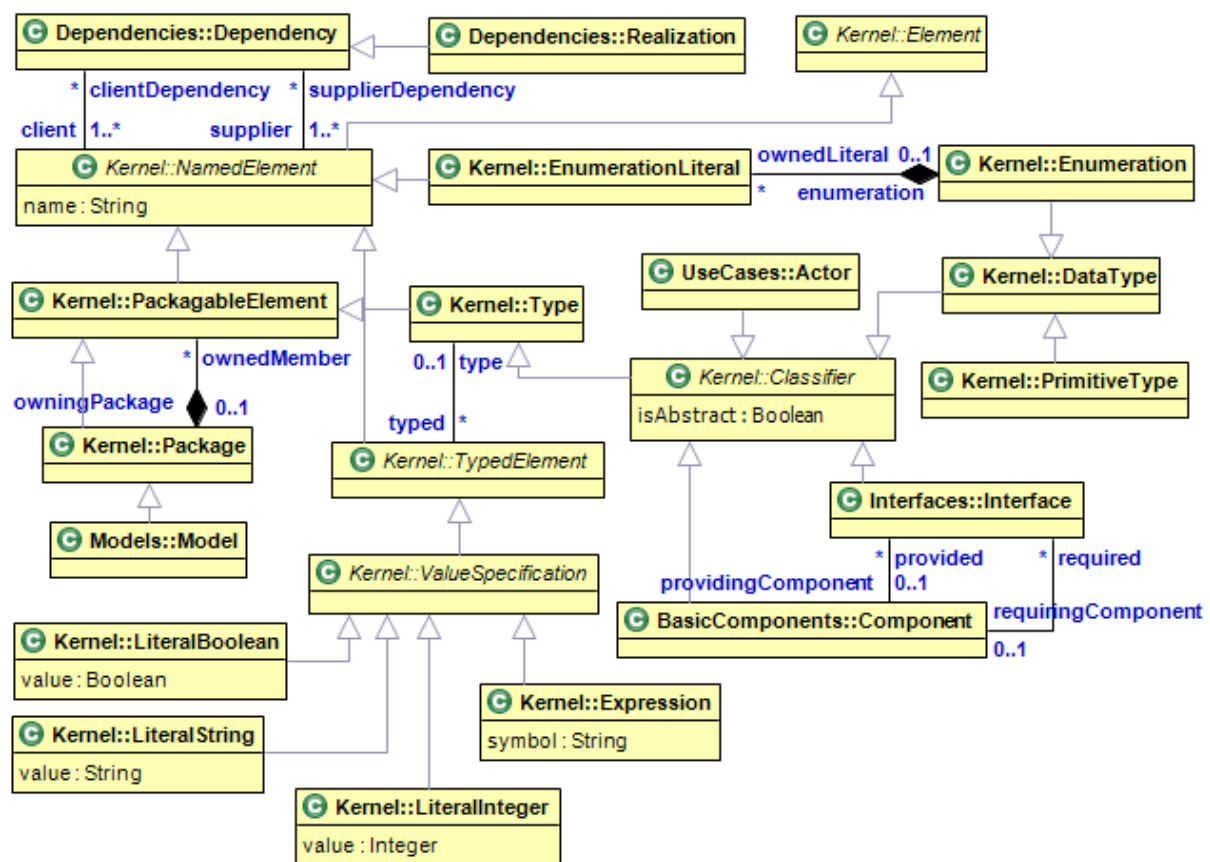 C Dependencies::Dependency
C Dependencies::Realization
C Kernel::Element
* clientDependency
* supplierDependency
client 1..*
supplier 1..*
C Kernel::NamedElement
name : String
C Kernel::EnumerationLiteral
ownedLiteral 0..1
* enumeration
C Kernel::Enumeration
C UseCases::Actor
C Kernel::DataType
C Kernel::PackagableElement
C Kernel::Type
* ownedMember
0..1 type
C Kernel::Classifier
isAbstract : Boolean
C Kernel::PrimitiveType
owningPackage 0..1
typed *
C Kernel::Package
C Kernel::TypedElement
C Interfaces::Interface
C Models::Model
* provided
* required
C Kernel::ValueSpecification
providingComponent 0..1
requiringComponent
C BasicComponents::Component
0..1
C Kernel::LiteralBoolean
value : Boolean
C Kernel::Expression
symbol : String
C Kernel::LiteralString
value : String
C Kernel::LiteralInteger
value : Integer